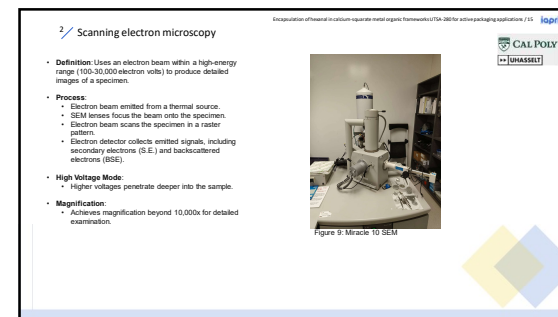 Encapsulation of hexanal in calcium-squarate metal organic frameworks UTSA-280 for active packaging applications / 15
iapri
2/ Scanning electron microscopy
CAL POLY
UHASSELT
• Definition: Uses an electron beam within a high-energy
range (100-30,000 electron volts) to produce detailed
images of a specimen.
• Process:
• Electron beam emitted from a thermal source.
• SEM lenses focus the beam onto the specimen.
• Electron beam scans the specimen in a raster
pattern.
• Electron detector collects emitted signals, including
secondary electrons (S.E.) and backscattered
electrons (BSE).
• High Voltage Mode:
• Higher voltages penetrate deeper into the sample.
• Magnification:
• Achieves magnification beyond 10,000x for detailed
examination.
Figure 9: Miracle 10 SEM